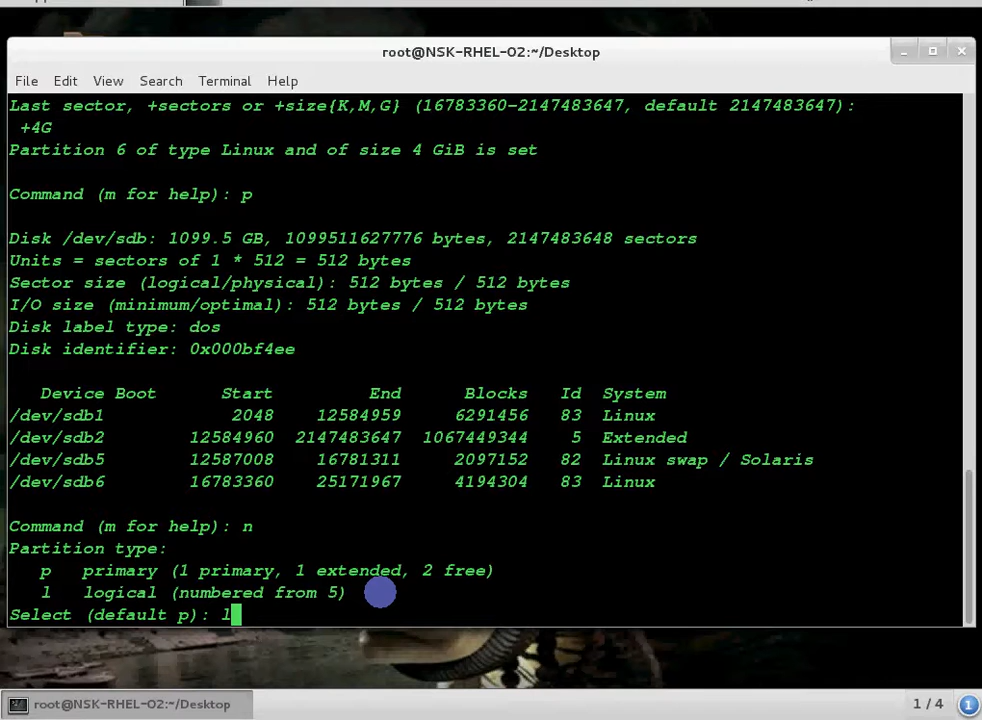 root@NSK-RHEL-02:~/Desktop
File Edit View Search Terminal Help
Last sector, +sectors or +size{K,M,G} (16783360-2147483647, default 2147483647):
+4G
Partition 6 of type Linux and of size 4 GiB is set
Command (m for help): p
Disk /dev/sdb: 1099.5 GB, 1099511627776 bytes, 2147483648 sectors
Units = sectors of 1 * 512 = 512 bytes
Sector size (logical/physical): 512 bytes / 512 bytes
I/O size (minimum/optimal): 512 bytes / 512 bytes
Disk label type: dos
Disk identifier: 0x000bf4ee
Device Boot Start End Blocks Id System
/dev/sdb1 2048 12584959 6291456 83 Linux
/dev/sdb2 12584960 2147483647 1067449344 5 Extended
/dev/sdb5 12587008 16781311 2097152 82 Linux swap / Solaris
/dev/sdb6 16783360 25171967 4194304 83 Linux
Command (m for help): n
Partition type:
p primary (1 primary, 1 extended, 2 free)
l logical (numbered from 5)
Select (default p): l
root@NSK-RHEL-02:~/Desktop
1 / 4
1